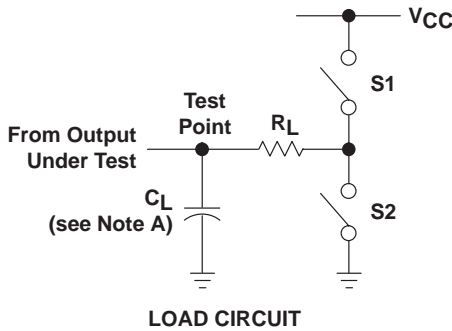 VCC
S1
Test
Point
RL
From Output
Under Test
CL
(see Note A)
S2
LOAD CIRCUIT